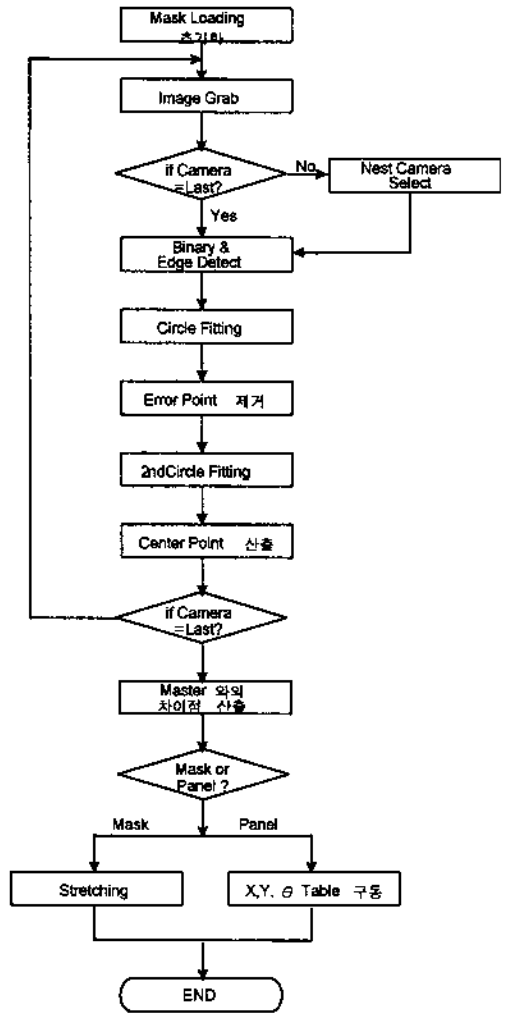 Mask Loading
초기화
Image Grab
if Camera
=Last?
No
Nest Camera
Select
Yes
Binary &
Edge Detect
Circle Fitting
Error Point 제거
2ndCircle Fitting
Center Point 산출
if Camera
=Last?
Master 와의
차이점 산출
Mask or
Panel ?
Mask Panel
Stretching
X,Y, θ Table 구동
END